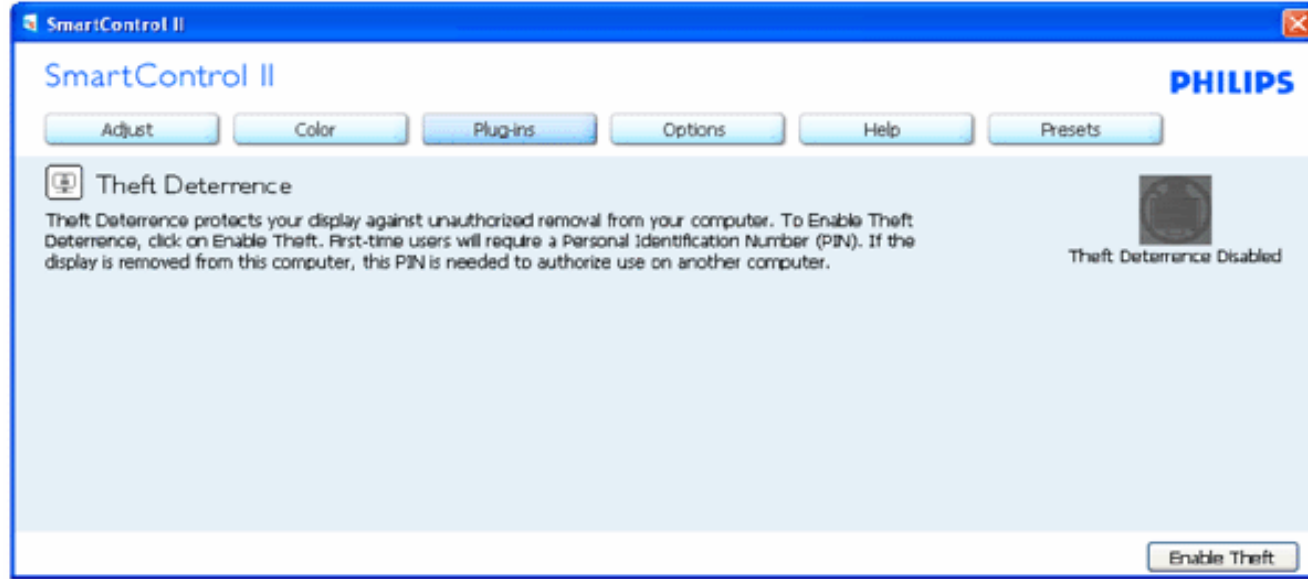 SmartControl II
SmartControl II
PHILIPS
Adjust Color Plug-ins Options Help Presets
Theft Deterrence
Theft Deterrence protects your display against unauthorized removal from your computer. To Enable Theft
Deterrence, click on Enable Theft. First-time users will require a Personal Identification Number (PIN). If the
display is removed from this computer, this PIN is needed to authorize use on another computer.
Theft Deterrence Disabled
Enable Theft